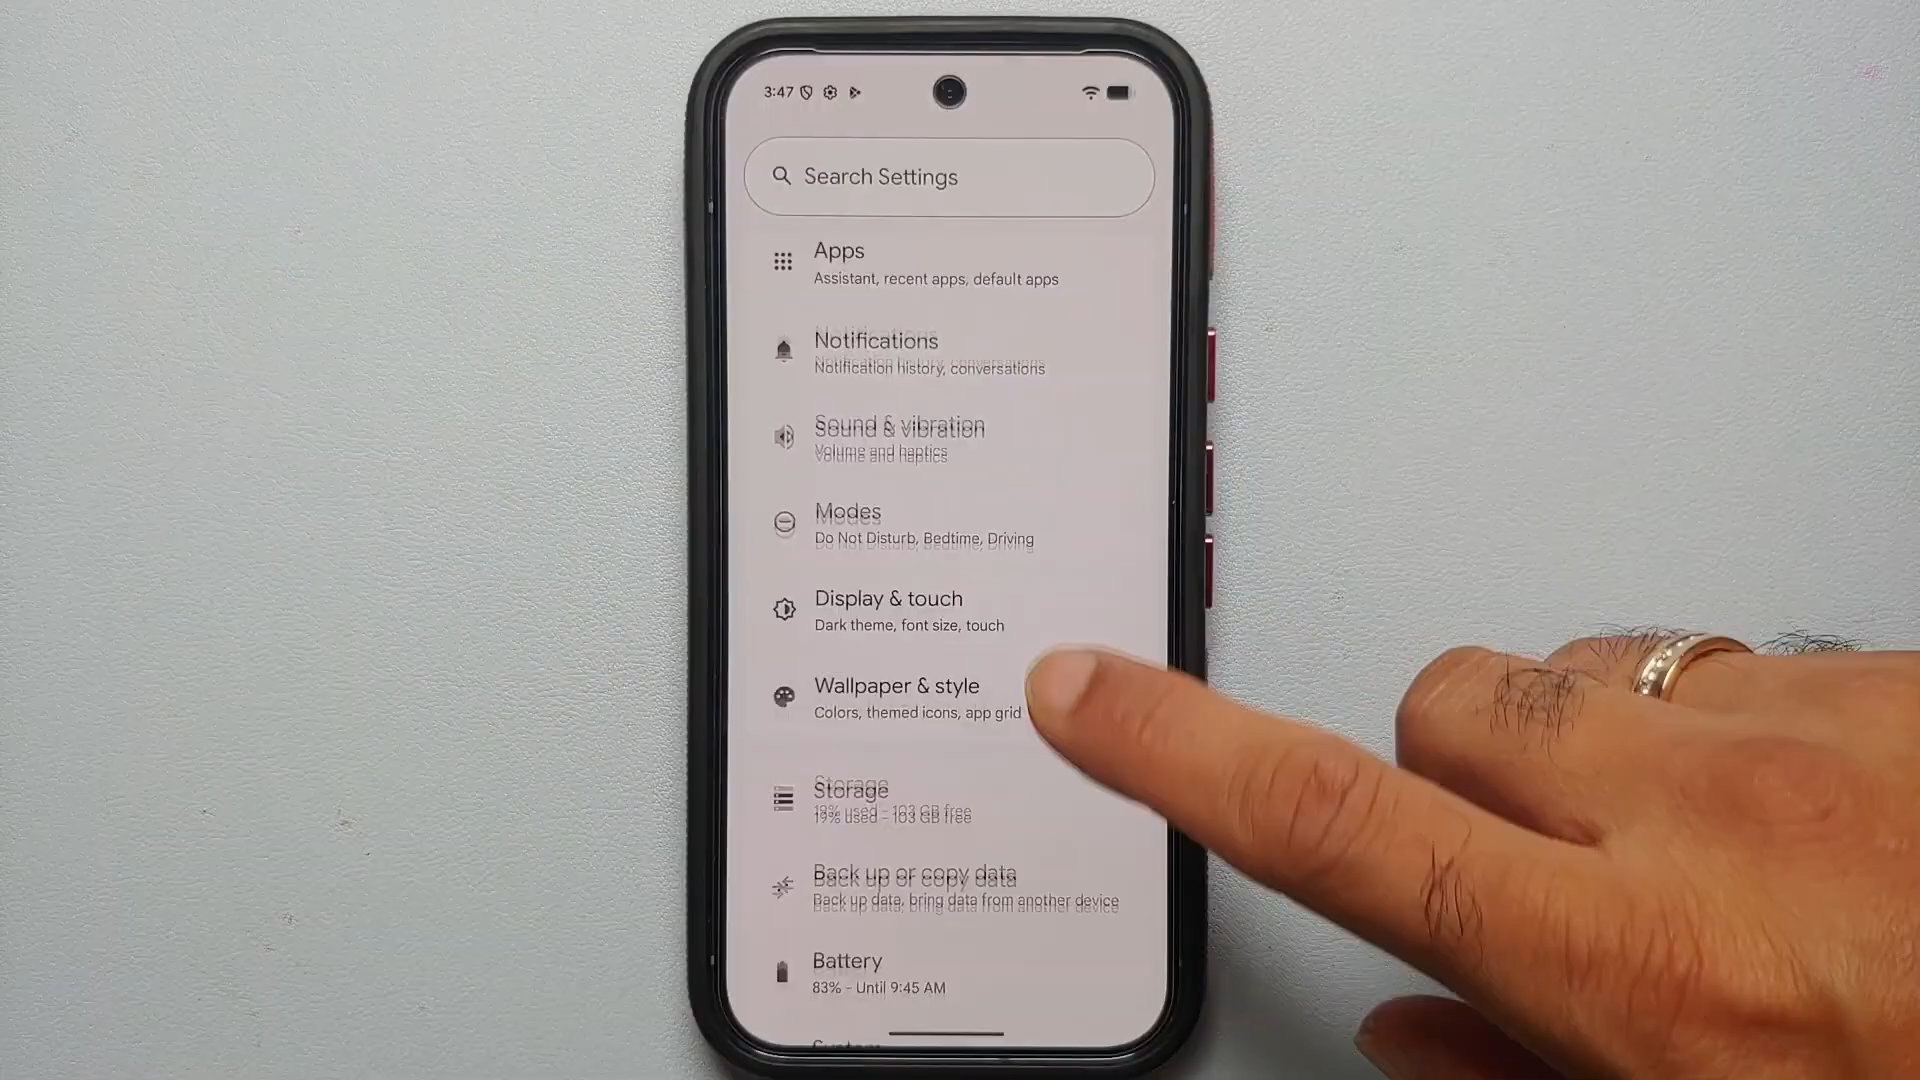 3:47
Search Settings
Apps
Assistant, recent apps, default apps
Notifications
Notification history, conversations
Sound & vibration
Volume and haptics
Modes
Do Not Disturb, Bedtime, Driving
Display & touch
Dark theme, font size, touch
Wallpaper & style
Colors, themed icons, app grid
Storage
19% used - 103 GB free
Back up or copy data
Back up data, bring data from another device
Battery
83% - Until 9:45 AM
System